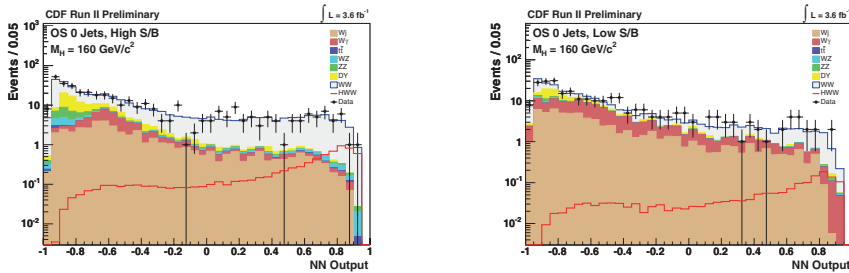 CDF Run II Preliminary
∫ L = 3.6 fb⁻¹
OS 0 Jets, High S/B
M_H = 160 GeV/c²
Wj
Wγ
tt̄
WZ
ZZ
DY
WW
HWW
Data
Events / 0.05
10³
10²
10
1
10⁻¹
10⁻²
-1 -0.8 -0.6 -0.4 -0.2 0 0.2 0.4 0.6 0.8 1
NN Output
CDF Run II Preliminary
∫ L = 3.6 fb⁻¹
OS 0 Jets, Low S/B
M_H = 160 GeV/c²
Wj
Wγ
tt̄
WZ
ZZ
DY
WW
HWW
Data
Events / 0.05
10³
10²
10
1
10⁻¹
10⁻²
-1 -0.8 -0.6 -0.4 -0.2 0 0.2 0.4 0.6 0.8
NN Output